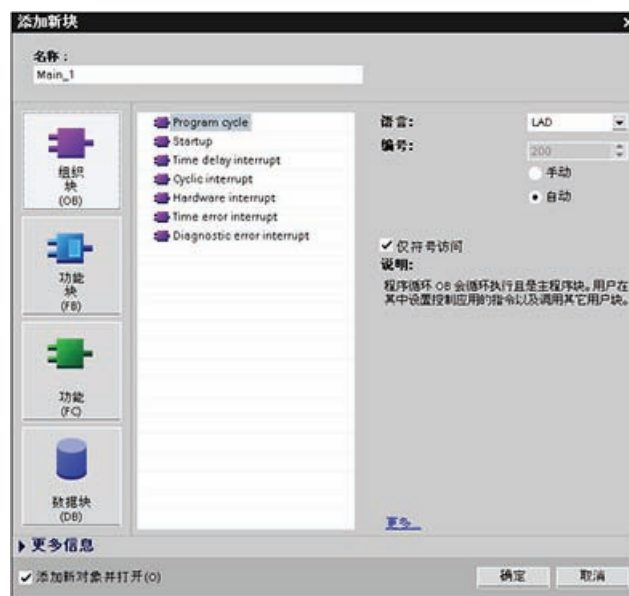 添加新块
名称：
Main_1
组织
块
(OB)
功能
块
(FB)
功能
(FC)
数据块
(DB)
Program cycle
Startup
Time delay interrupt
Cyclic interrupt
Hardware interrupt
Time error interrupt
Diagnostic error interrupt
语言：
LAD
编号：
200
手动
自动
仅符号访问
说明：
程序循环 OB 会循环执行且是主程序块。用户在
其中设置控制应用的指令以及调用其它用户块。
更多...
更多信息
添加新对象并打开(O)
确定
取消